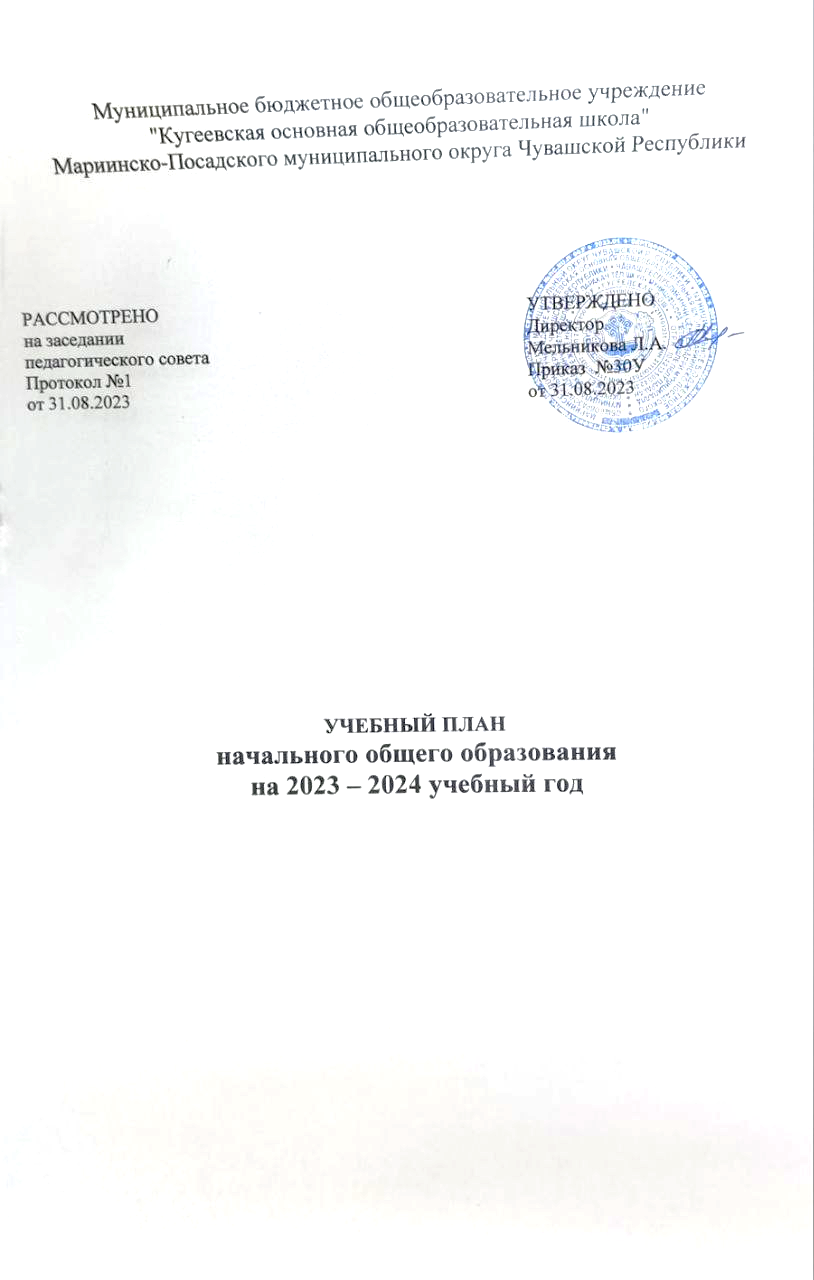 Муниципальное бюджетное общеобразовательное учреждение
"Кугеевская основная общеобразовательная школа"
Мариинско-Посадского муниципального округа Чувашской Республики
РАССМОТРЕНО
на заседании
педагогического совета
Протокол №1
от 31.08.2023
УТВЕРЖДЕНО
Директор
Мельникова Л.А.
Приказ №30У
от 31.08.2023
УЧЕБНЫЙ ПЛАН
начального общего образования
на 2023 – 2024 учебный год